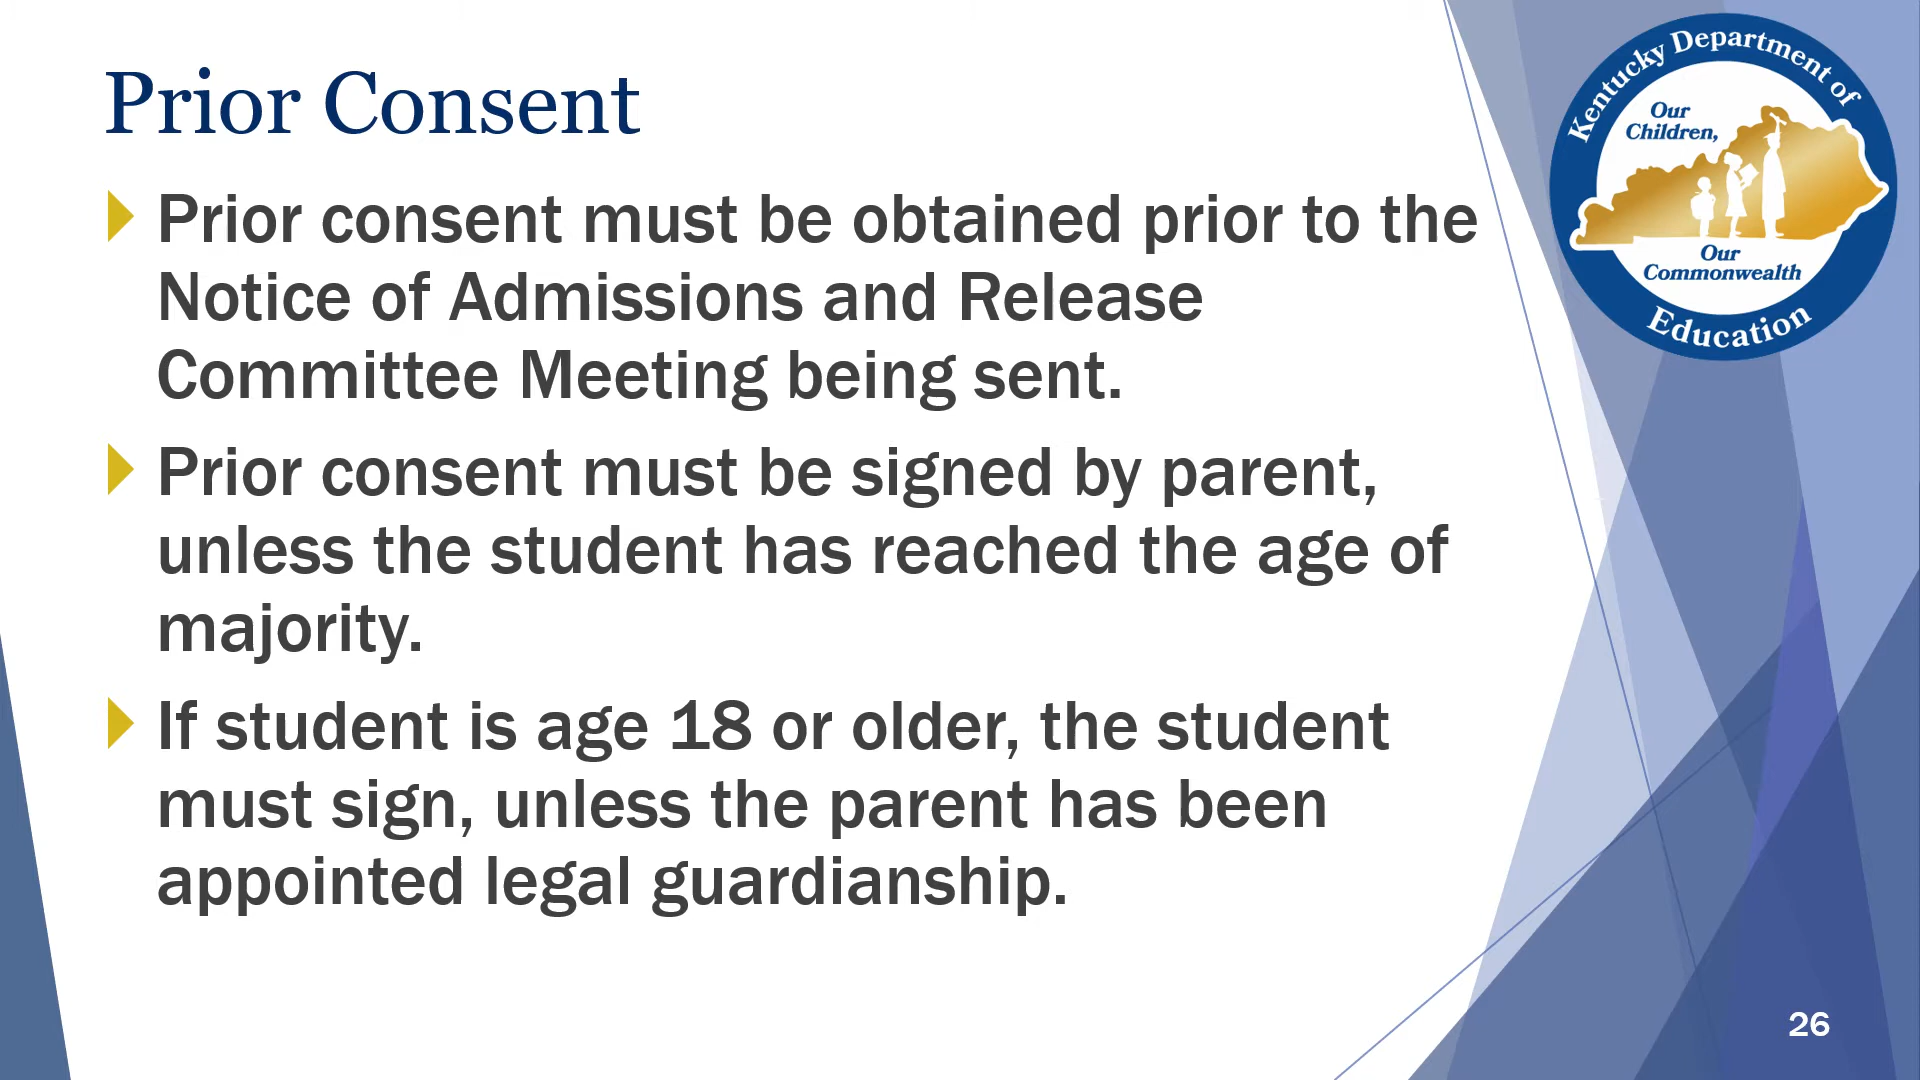 Prior Consent
Prior consent must be obtained prior to the
Notice of Admissions and Release
Committee Meeting being sent.
Prior consent must be signed by parent,
unless the student has reached the age of
majority.
If student is age 18 or older, the student
must sign, unless the parent has been
appointed legal guardianship.
Kentucky Department of
Our
Children,
Our
Commonwealth
Education
26